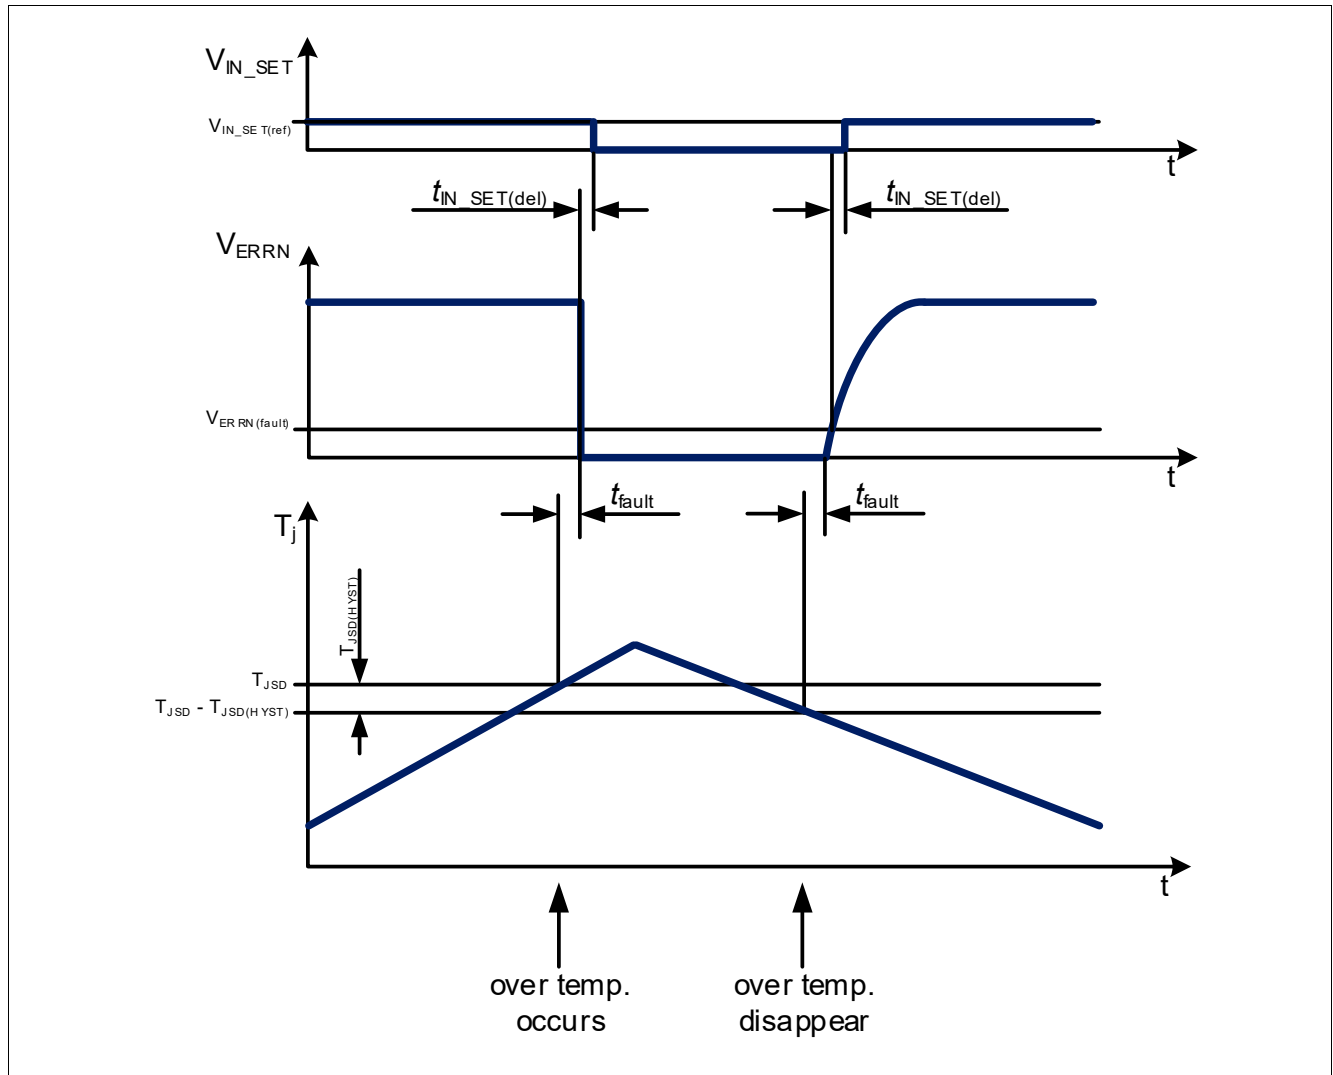 V_IN_SET
V_IN_SET(ref)
t
t_IN_SET(del)
t_IN_SET(del)
V_ERRN
V_ERRN(fault)
t
t_fault
t_fault
T_j
T_JSD(HYST)
T_JSD
T_JSD - T_JSD(HYST)
t
over temp.
occurs
over temp.
disappear